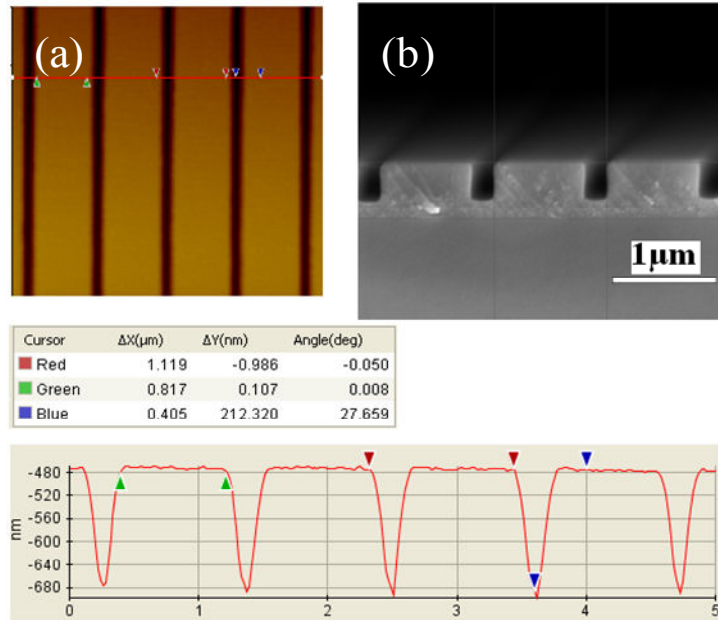 (a)
(b)
1μm
Cursor ΔX(μm) ΔY(nm) Angle(deg)
Red 1.119 -0.986 -0.050
Green 0.817 0.107 0.008
Blue 0.405 212.320 27.659
-480
-520
-560
-600
-640
-680
nm
0 1 2 3 4 5